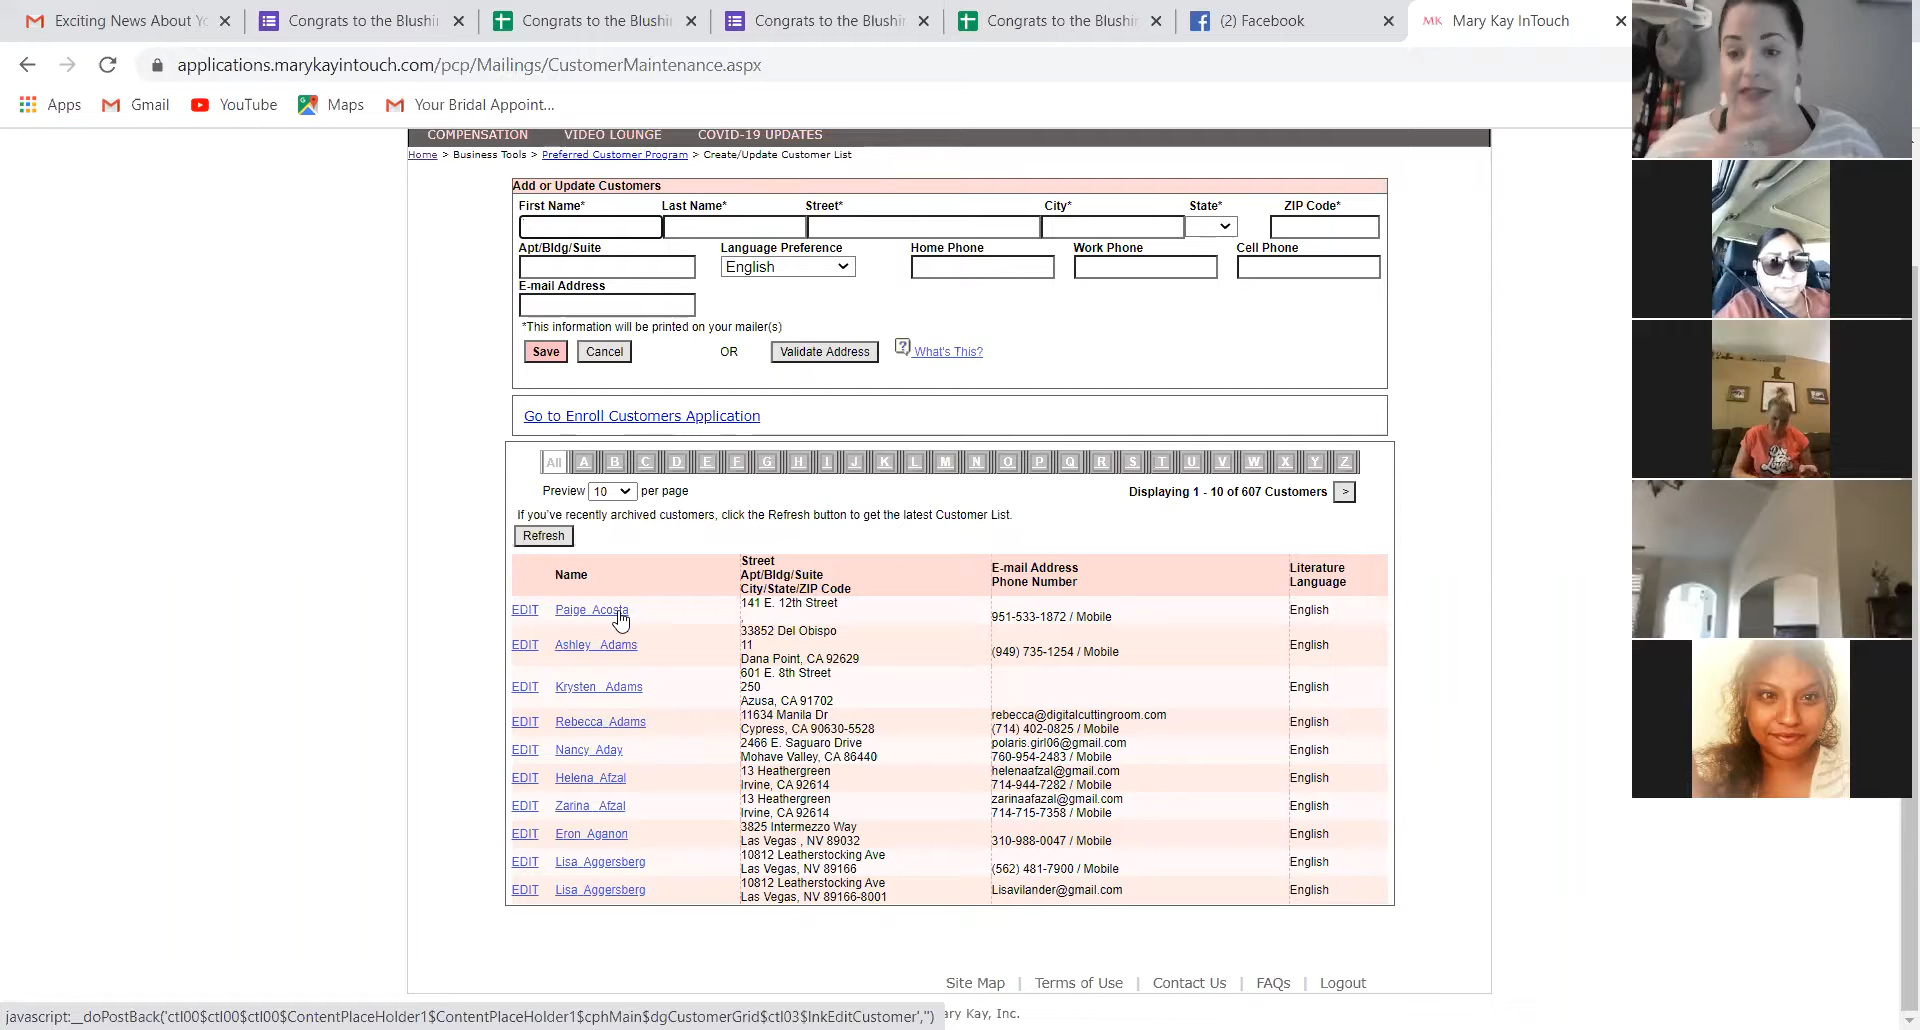 Exciting News About Yo
Congrats to the Blushin
Congrats to the Blushin
Congrats to the Blushin
Congrats to the Blushin
(2) Facebook
MK Mary Kay InTouch
applications.marykayintouch.com/pcp/Mailings/CustomerMaintenance.aspx
Apps Gmail YouTube Maps Your Bridal Appoint...
COMPENSATION VIDEO LOUNGE COVID-19 UPDATES
Home > Business Tools > Preferred Customer Program > Create/Update Customer List
Add or Update Customers
First Name* Last Name* Street* City* State* ZIP Code*
Apt/Bldg/Suite Language Preference Home Phone Work Phone Cell Phone
English
E-mail Address
*This information will be printed on your mailer(s)
Save Cancel OR Validate Address ? What's This?
Go to Enroll Customers Application
All A B C D E F G H I J K L M N O P Q R S T U V W X Y Z
Preview 10 per page Displaying 1 - 10 of 607 Customers >
If you've recently archived customers, click the Refresh button to get the latest Customer List.
Refresh
Name
Street
Apt/Bldg/Suite
City/State/ZIP Code
E-mail Address
Phone Number
Literature
Language
EDIT Paige Acosta
141 E. 12th Street
,
951-533-1872 / Mobile
English
EDIT Ashley Adams
33852 Del Obispo
11
Dana Point, CA 92629
(949) 735-1254 / Mobile
English
EDIT Krysten Adams
601 E. 8th Street
250
Azusa, CA 91702
English
EDIT Rebecca Adams
11634 Manila Dr
Cypress, CA 90630-5528
rebecca@digitalcuttingroom.com
(714) 402-0825 / Mobile
English
EDIT Nancy Aday
2466 E. Saguaro Drive
Mohave Valley, CA 86440
polaris.girl06@gmail.com
760-954-2483 / Mobile
English
EDIT Helena Afzal
13 Heathergreen
Irvine, CA 92614
helenaafzal@gmail.com
714-944-7282 / Mobile
English
EDIT Zarina Afzal
13 Heathergreen
Irvine, CA 92614
zarinaafazal@gmail.com
714-715-7358 / Mobile
English
EDIT Eron Aganon
3825 Intermezzo Way
Las Vegas , NV 89032
310-988-0047 / Mobile
English
EDIT Lisa Aggersberg
10812 Leatherstocking Ave
Las Vegas, NV 89166
(562) 481-7900 / Mobile
English
EDIT Lisa Aggersberg
10812 Leatherstocking Ave
Las Vegas, NV 89166-8001
Lisavilander@gmail.com
English
Site Map | Terms of Use | Contact Us | FAQs | Logout
javascript:__doPostBack('ctl00$ctl00$ctl00$ContentPlaceHolder1$ContentPlaceHolder1$cphMain$dgCustomerGrid$ctl03$lnkEditCustomer','')
ary Kay, Inc.